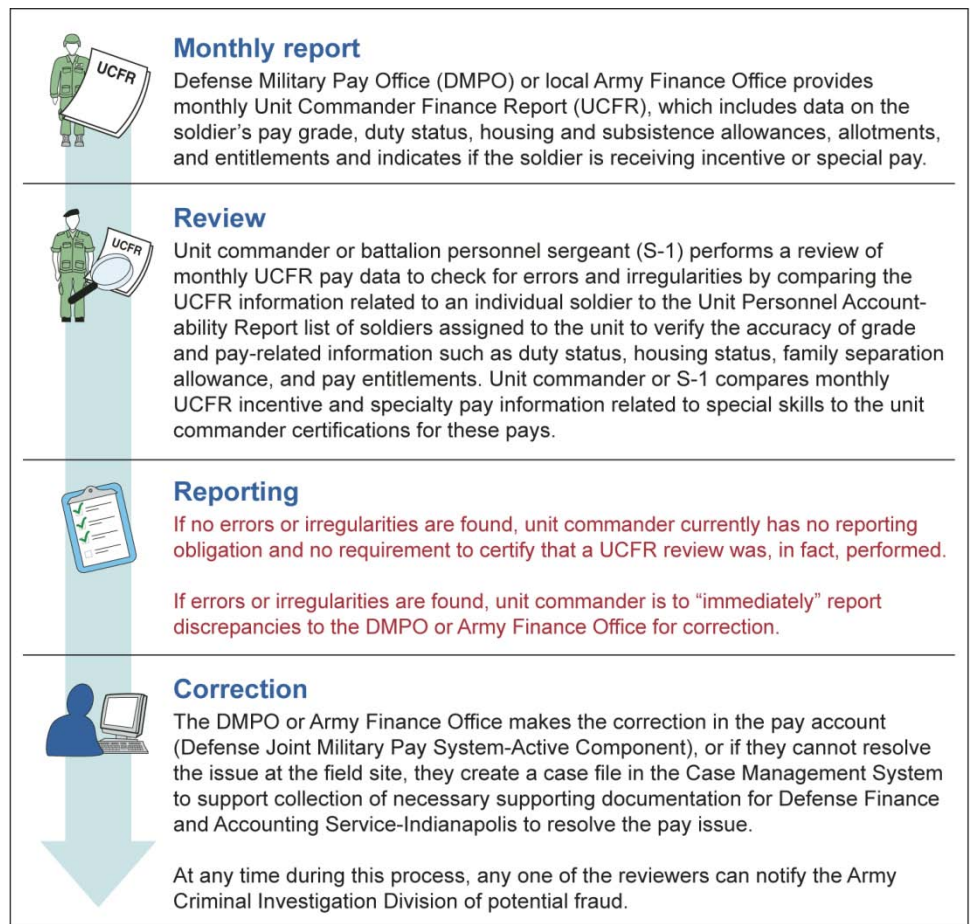 UCFR
Monthly report
Defense Military Pay Office (DMPO) or local Army Finance Office provides
monthly Unit Commander Finance Report (UCFR), which includes data on the
soldier's pay grade, duty status, housing and subsistence allowances, allotments,
and entitlements and indicates if the soldier is receiving incentive or special pay.
UCFR
Review
Unit commander or battalion personnel sergeant (S-1) performs a review of
monthly UCFR pay data to check for errors and irregularities by comparing the
UCFR information related to an individual soldier to the Unit Personnel Account-
ability Report list of soldiers assigned to the unit to verify the accuracy of grade
and pay-related information such as duty status, housing status, family separation
allowance, and pay entitlements. Unit commander or S-1 compares monthly
UCFR incentive and specialty pay information related to special skills to the unit
commander certifications for these pays.
Reporting
If no errors or irregularities are found, unit commander currently has no reporting
obligation and no requirement to certify that a UCFR review was, in fact, performed.
If errors or irregularities are found, unit commander is to “immediately” report
discrepancies to the DMPO or Army Finance Office for correction.
Correction
The DMPO or Army Finance Office makes the correction in the pay account
(Defense Joint Military Pay System-Active Component), or if they cannot resolve
the issue at the field site, they create a case file in the Case Management System
to support collection of necessary supporting documentation for Defense Finance
and Accounting Service-Indianapolis to resolve the pay issue.
At any time during this process, any one of the reviewers can notify the Army
Criminal Investigation Division of potential fraud.